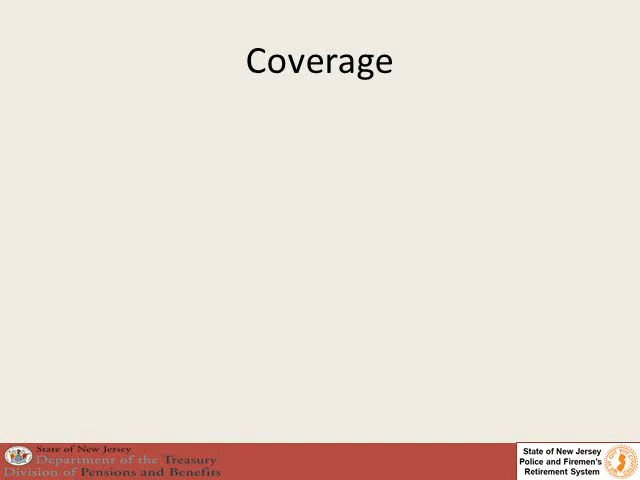 Coverage
State of New Jersey
Department of the Treasury
Division of Pensions and Benefits
State of New Jersey
Police and Firemen's
Retirement System